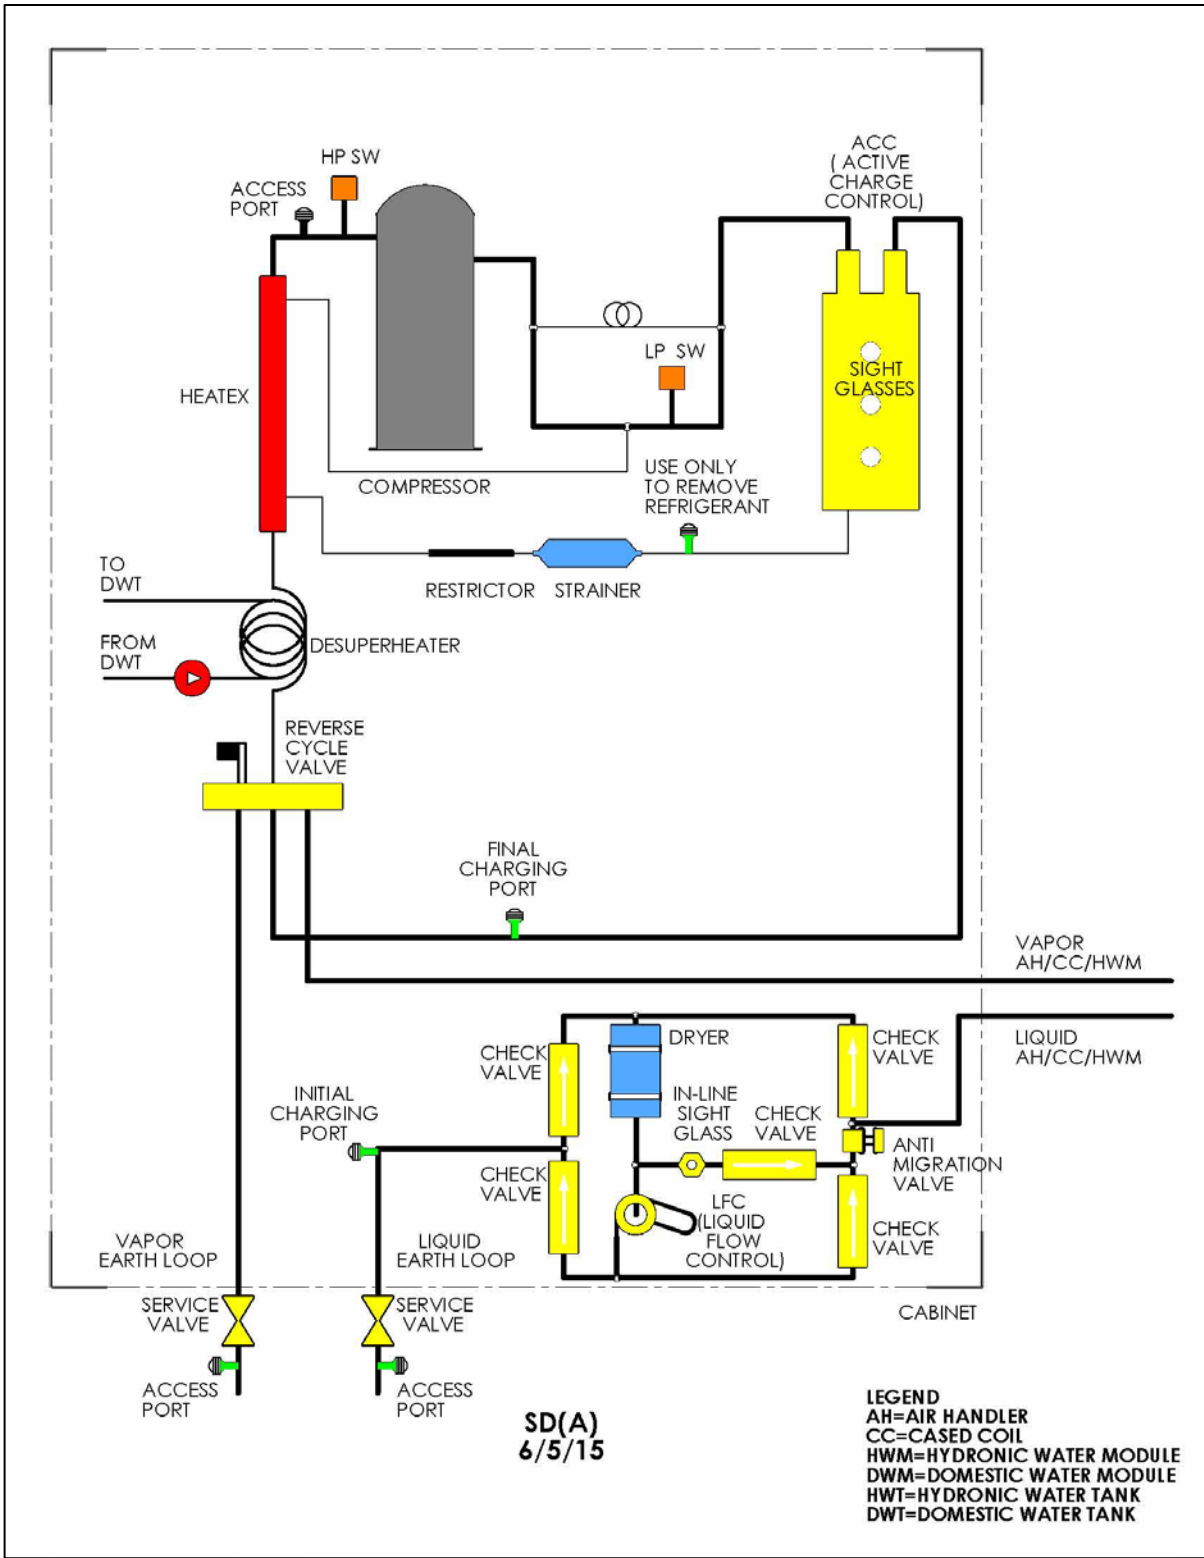 HP SW
ACCESS
PORT
ACC
( ACTIVE
CHARGE
CONTROL)
LP  SW
SIGHT
GLASSES
HEATEX
COMPRESSOR
USE ONLY
TO REMOVE
REFRIGERANT
TO
DWT
RESTRICTOR
STRAINER
FROM
DWT
DESUPERHEATER
REVERSE
CYCLE
VALVE
FINAL
CHARGING
PORT
VAPOR
AH/CC/HWM
LIQUID
AH/CC/HWM
CHECK
VALVE
DRYER
CHECK
VALVE
INITIAL
CHARGING
PORT
IN-LINE
SIGHT
GLASS
CHECK
VALVE
ANTI
MIGRATION
VALVE
CHECK
VALVE
LFC
(LIQUID
FLOW
CONTROL)
CHECK
VALVE
VAPOR
EARTH LOOP
LIQUID
EARTH LOOP
SERVICE
VALVE
SERVICE
VALVE
CABINET
ACCESS
PORT
ACCESS
PORT
SD(A)
6/5/15
LEGEND
AH=AIR HANDLER
CC=CASED COIL
HWM=HYDRONIC WATER MODULE
DWM=DOMESTIC WATER MODULE
HWT=HYDRONIC WATER TANK
DWT=DOMESTIC WATER TANK